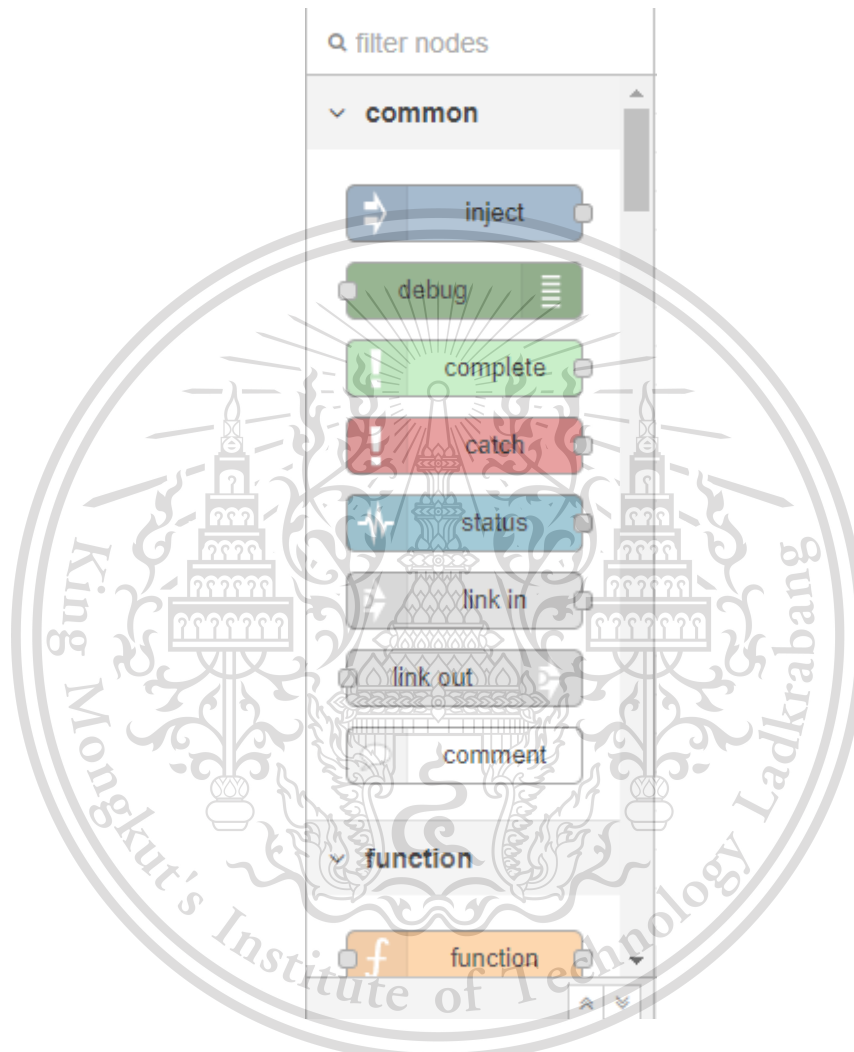 filter nodes
common
inject
debug
complete
catch
status
link in
link out
comment
function
function
King Mongkut's Institute of Technology Ladkrabang